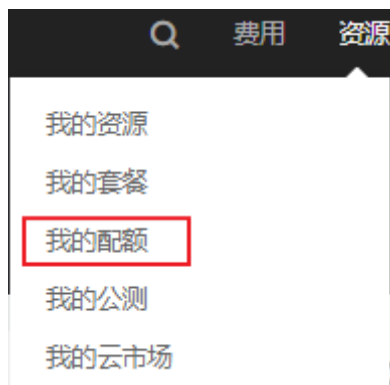 费用 资源
我的资源
我的套餐
我的配额
我的公测
我的云市场